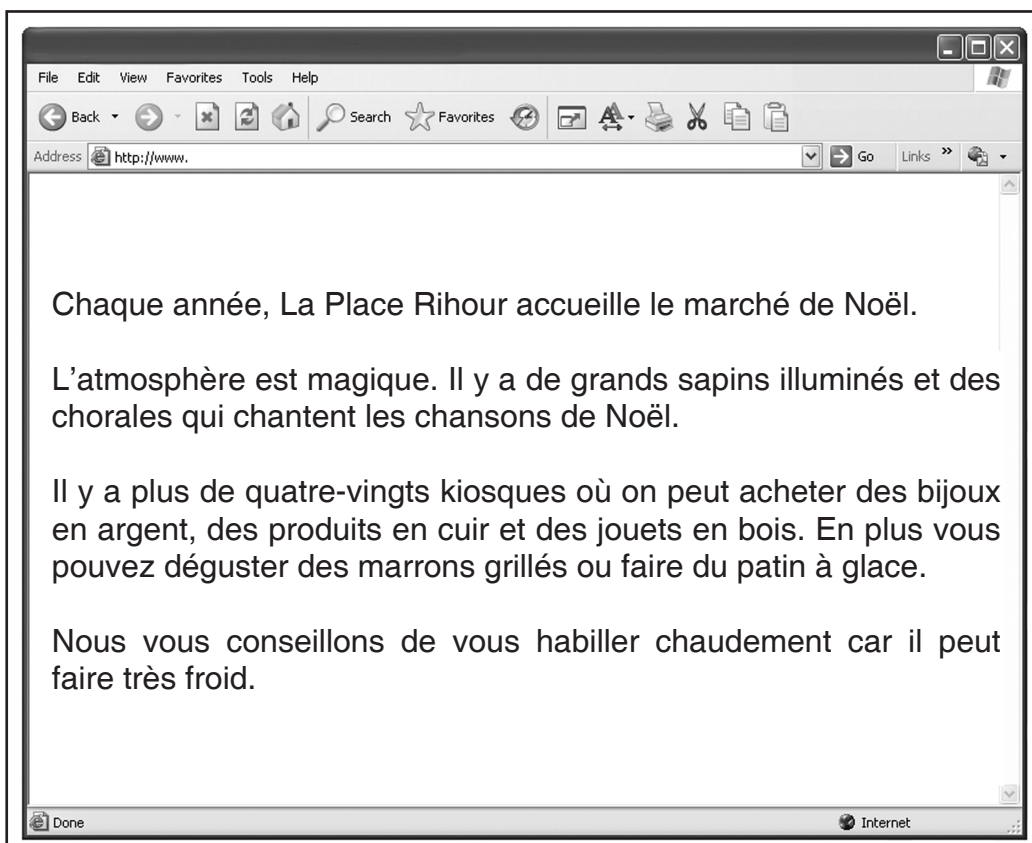 File Edit View Favorites Tools Help
Back Search Favorites
Address http://www. Go Links »
Chaque année, La Place Rihour accueille le marché de Noël.
L'atmosphère est magique. Il y a de grands sapins illuminés et des
chorales qui chantent les chansons de Noël.
Il y a plus de quatre-vingts kiosques où on peut acheter des bijoux
en argent, des produits en cuir et des jouets en bois. En plus vous
pouvez déguster des marrons grillés ou faire du patin à glace.
Nous vous conseillons de vous habiller chaudement car il peut
faire très froid.
Done Internet